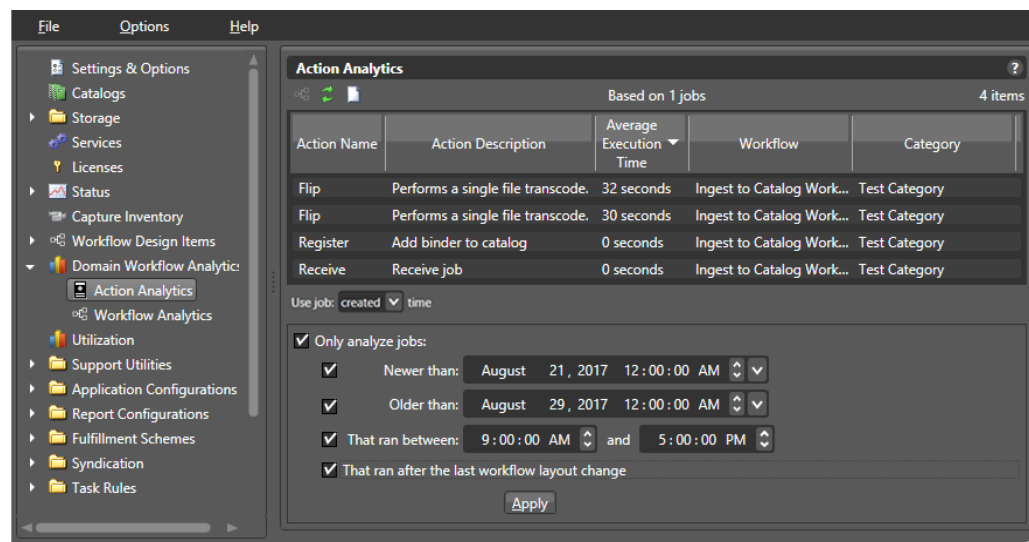 File Options Help
Settings & Options
Catalogs
Storage
Services
Licenses
Status
Capture Inventory
Workflow Design Items
Domain Workflow Analytic:
Action Analytics
Workflow Analytics
Utilization
Support Utilities
Application Configurations
Report Configurations
Fulfillment Schemes
Syndication
Task Rules
Action Analytics ?
Based on 1 jobs 4 items
Action Name Action Description Average Execution Time Workflow Category
Flip Performs a single file transcode. 32 seconds Ingest to Catalog Work... Test Category
Flip Performs a single file transcode. 30 seconds Ingest to Catalog Work... Test Category
Register Add binder to catalog 0 seconds Ingest to Catalog Work... Test Category
Receive Receive job 0 seconds Ingest to Catalog Work... Test Category
Use job: created time
Only analyze jobs:
Newer than: August 21, 2017 12:00:00 AM
Older than: August 29, 2017 12:00:00 AM
That ran between: 9:00:00 AM and 5:00:00 PM
That ran after the last workflow layout change
Apply